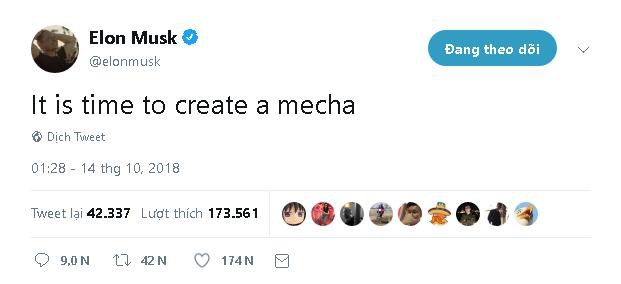 Elon Musk
@elonmusk
Đang theo dõi
It is time to create a mecha
Dịch Tweet
01:28 - 14 thg 10, 2018
Tweet lại 42.337 Lượt thích 173.561
9,0 N 42 N 174 N